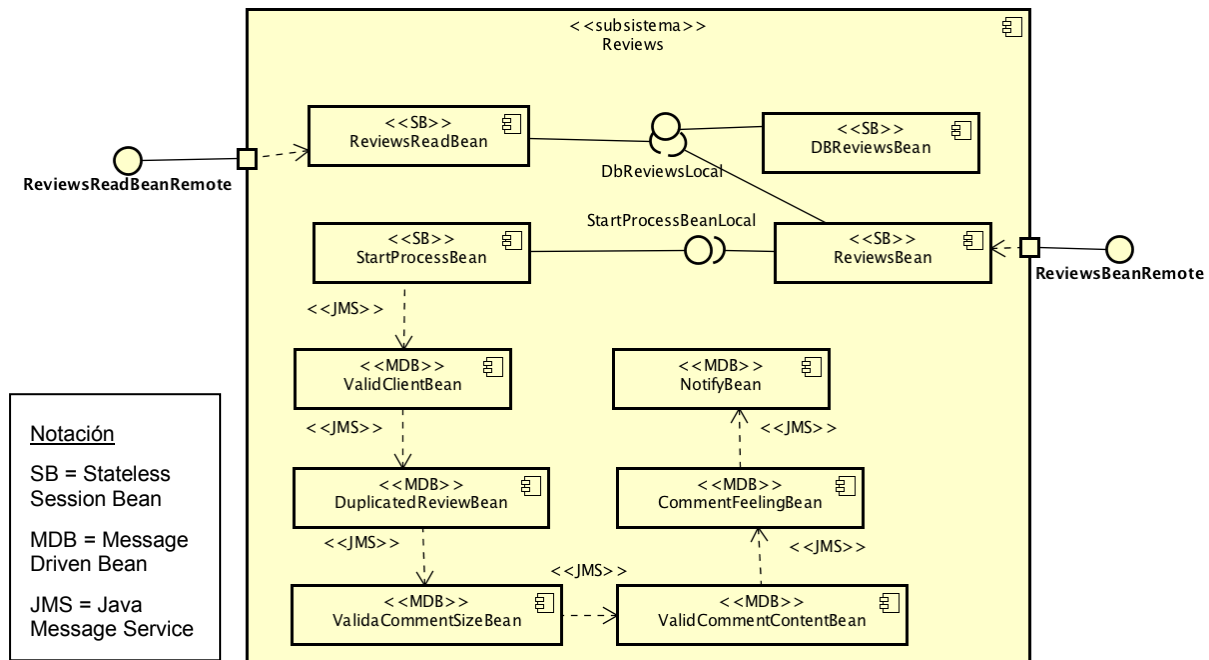 <<subsistema>>
Reviews
<<SB>>
ReviewsReadBean
<<SB>>
DBReviewsBean
ReviewsReadBeanRemote
DbReviewsLocal
StartProcessBeanLocal
<<SB>>
StartProcessBean
<<SB>>
ReviewsBean
ReviewsBeanRemote
<<JMS>>
<<MDB>>
ValidClientBean
<<MDB>>
NotifyBean
<<JMS>>
<<JMS>>
<<MDB>>
DuplicatedReviewBean
<<MDB>>
CommentFeelingBean
<<JMS>>
<<JMS>>
<<JMS>>
<<MDB>>
ValidaCommentSizeBean
<<MDB>>
ValidCommentContentBean
Notación
SB = Stateless
Session Bean
MDB = Message
Driven Bean
JMS = Java
Message Service